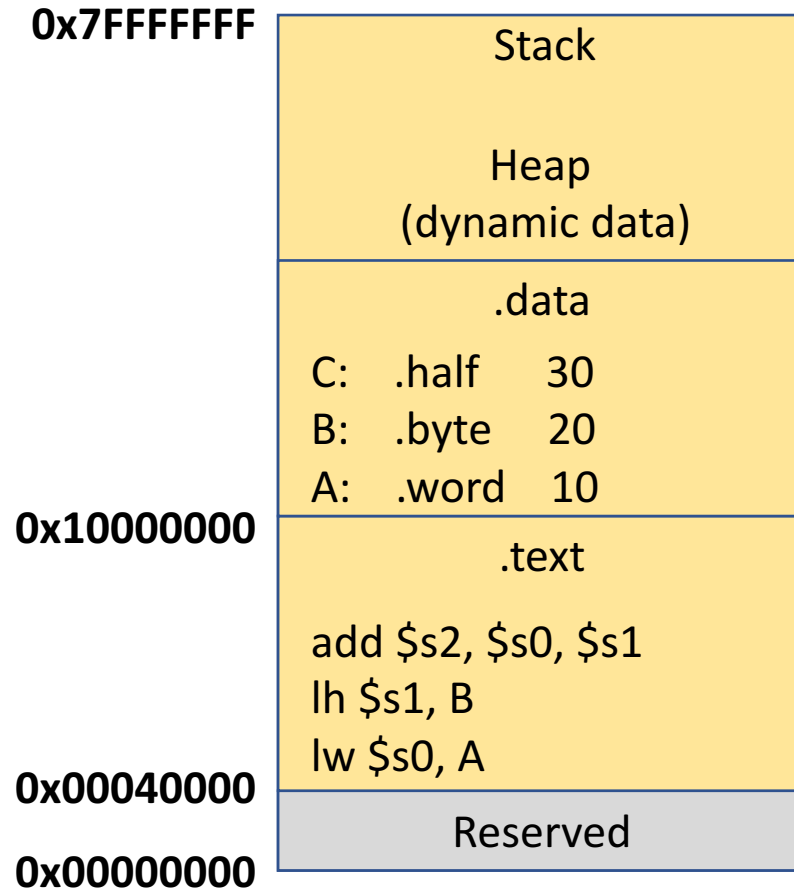 0x7FFFFFFF
Stack
Heap
(dynamic data)
.data
C: .half 30
B: .byte 20
A: .word 10
0x10000000
.text
add $s2, $s0, $s1
lh $s1, B
lw $s0, A
0x00040000
Reserved
0x00000000